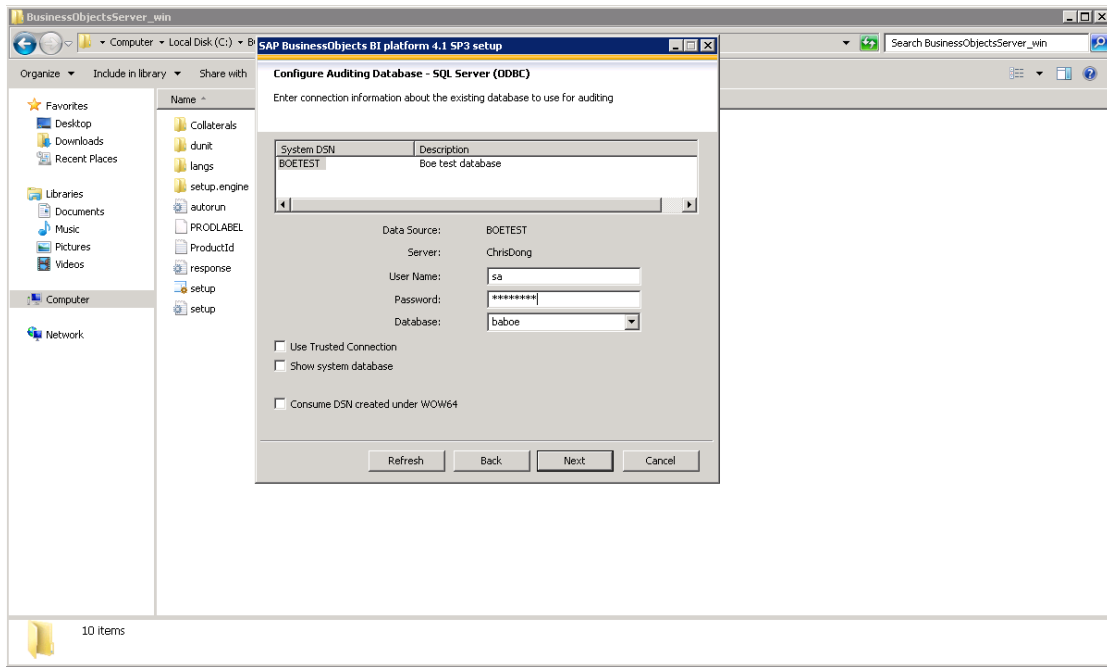 BusinessObjectsServer_win
Computer ▾ Local Disk (C:) ▾ B
Search BusinessObjectsServer_win
Organize ▾ Include in library ▾ Share with
Favorites
Desktop
Downloads
Recent Places
Libraries
Documents
Music
Pictures
Videos
Computer
Network
Name
Collaterals
dunit
langs
setup.engine
autorun
PRODLABEL
ProductId
response
setup
setup
SAP BusinessObjects BI platform 4.1 SP3 setup
Configure Auditing Database - SQL Server (ODBC)
Enter connection information about the existing database to use for auditing
System DSN Description
BOETEST Boe test database
Data Source: BOETEST
Server: ChrisDong
User Name: sa
Password: ********
Database: baboe
Use Trusted Connection
Show system database
Consume DSN created under WOW64
Refresh Back Next Cancel
10 items